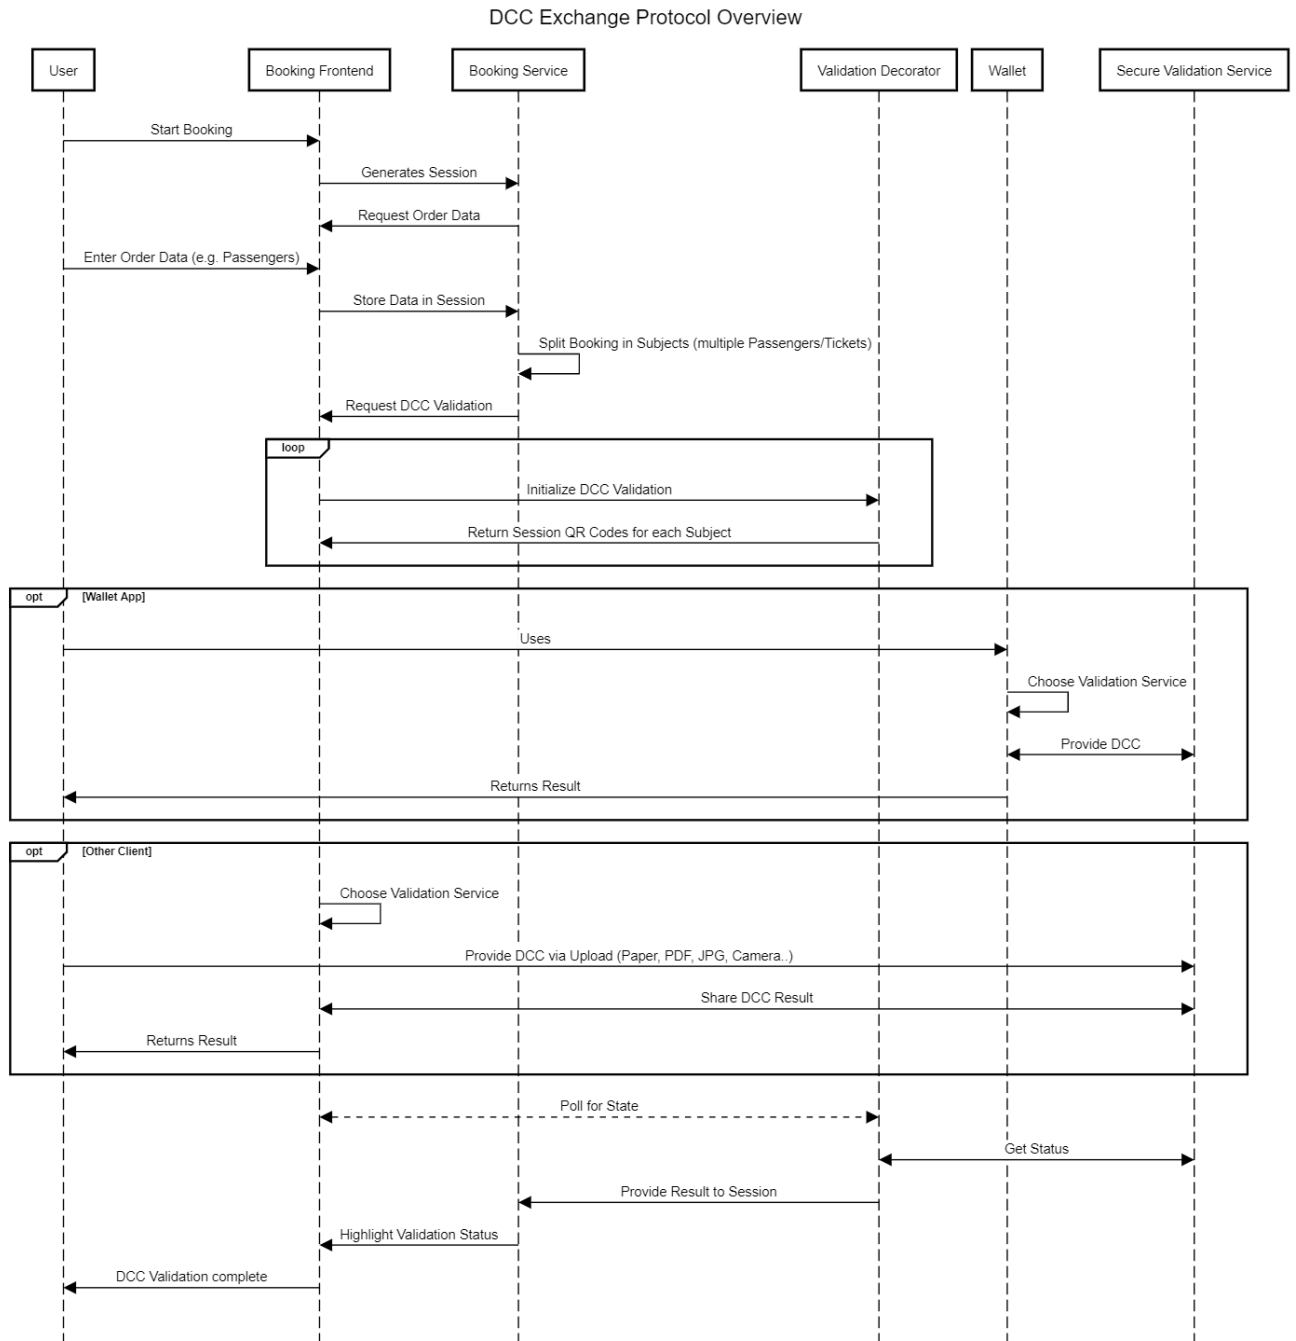 DCC Exchange Protocol Overview
User
Booking Frontend
Booking Service
Validation Decorator
Wallet
Secure Validation Service
Start Booking
Generates Session
Request Order Data
Enter Order Data (e.g. Passengers)
Store Data in Session
Split Booking in Subjects (multiple Passengers/Tickets)
Request DCC Validation
loop
Initialize DCC Validation
Return Session QR Codes for each Subject
opt
[Wallet App]
Uses
Choose Validation Service
Provide DCC
Returns Result
opt
[Other Client]
Choose Validation Service
Provide DCC via Upload (Paper, PDF, JPG, Camera..)
Share DCC Result
Returns Result
Poll for State
Get Status
Provide Result to Session
Highlight Validation Status
DCC Validation complete